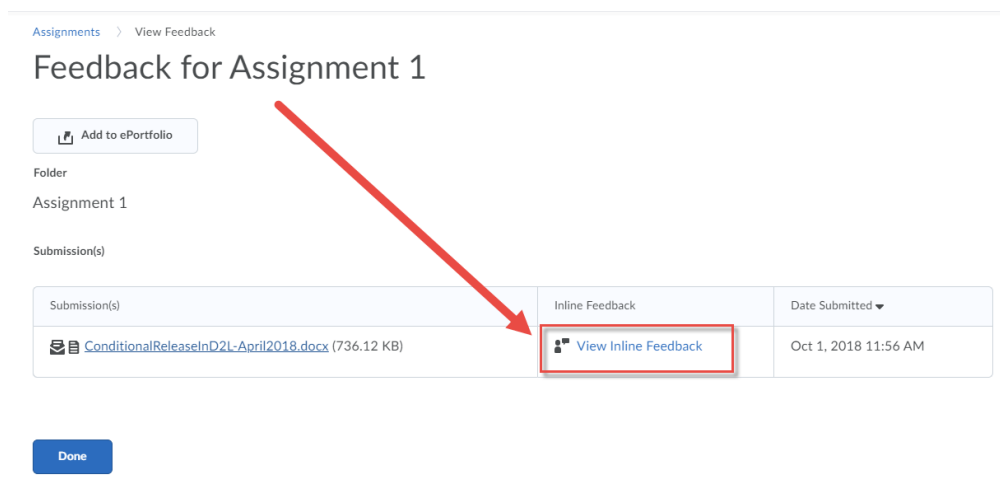 Assignments > View Feedback
Feedback for Assignment 1
Add to ePortfolio
Folder
Assignment 1
Submission(s)
Submission(s) Inline Feedback Date Submitted
ConditionalReleaseInD2L-April2018.docx (736.12 KB) View Inline Feedback Oct 1, 2018 11:56 AM
Done